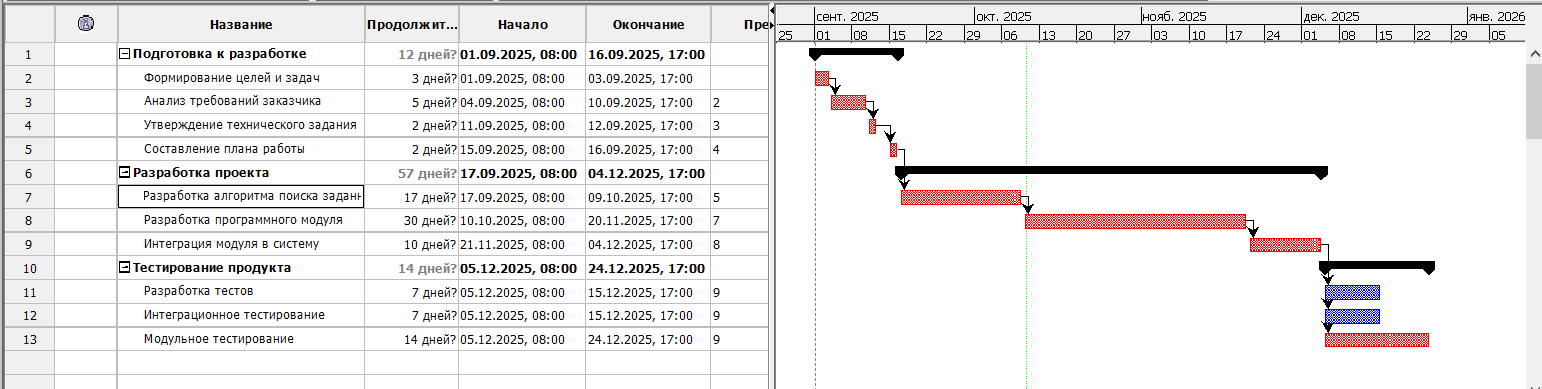 Название Продолжит... Начало Окончание Пре
сент. 2025 окт. 2025 нояб. 2025 дек. 2025 янв. 2026
25 01 08 15 22 29 06 13 20 27 03 10 17 24 01 08 15 22 29 05
1 Подготовка к разработке 12 дней? 01.09.2025, 08:00 16.09.2025, 17:00
2 Формирование целей и задач 3 дней? 01.09.2025, 08:00 03.09.2025, 17:00
3 Анализ требований заказчика 5 дней? 04.09.2025, 08:00 10.09.2025, 17:00 2
4 Утверждение технического задания 2 дней? 11.09.2025, 08:00 12.09.2025, 17:00 3
5 Составление плана работы 2 дней? 15.09.2025, 08:00 16.09.2025, 17:00 4
6 Разработка проекта 57 дней? 17.09.2025, 08:00 04.12.2025, 17:00
7 Разработка алгоритма поиска задан 17 дней? 17.09.2025, 08:00 09.10.2025, 17:00 5
8 Разработка программного модуля 30 дней? 10.10.2025, 08:00 20.11.2025, 17:00 7
9 Интеграция модуля в систему 10 дней? 21.11.2025, 08:00 04.12.2025, 17:00 8
10 Тестирование продукта 14 дней? 05.12.2025, 08:00 24.12.2025, 17:00
11 Разработка тестов 7 дней? 05.12.2025, 08:00 15.12.2025, 17:00 9
12 Интеграционное тестирование 7 дней? 05.12.2025, 08:00 15.12.2025, 17:00 9
13 Модульное тестирование 14 дней? 05.12.2025, 08:00 24.12.2025, 17:00 9